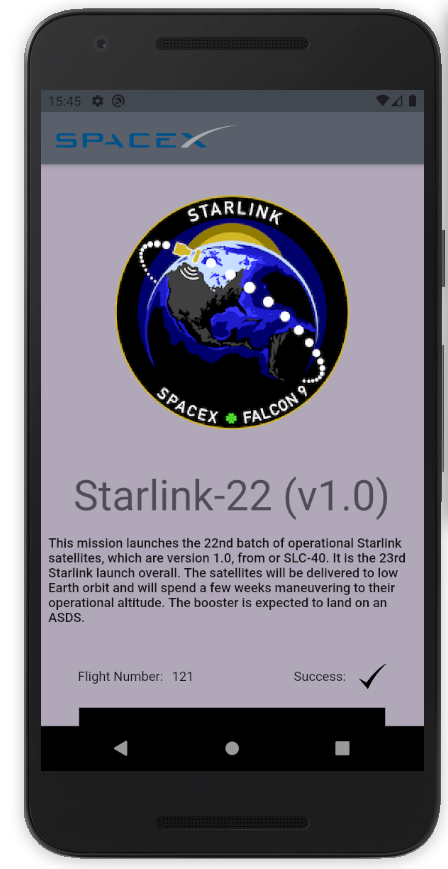 15:45
SPACEX
STARLINK
SPACEX FALCON 9
Starlink-22 (v1.0)
This mission launches the 22nd batch of operational Starlink
satellites, which are version 1.0, from or SLC-40. It is the 23rd
Starlink launch overall. The satellites will be delivered to low
Earth orbit and will spend a few weeks maneuvering to their
operational altitude. The booster is expected to land on an
ASDS.
Flight Number: 121 Success: